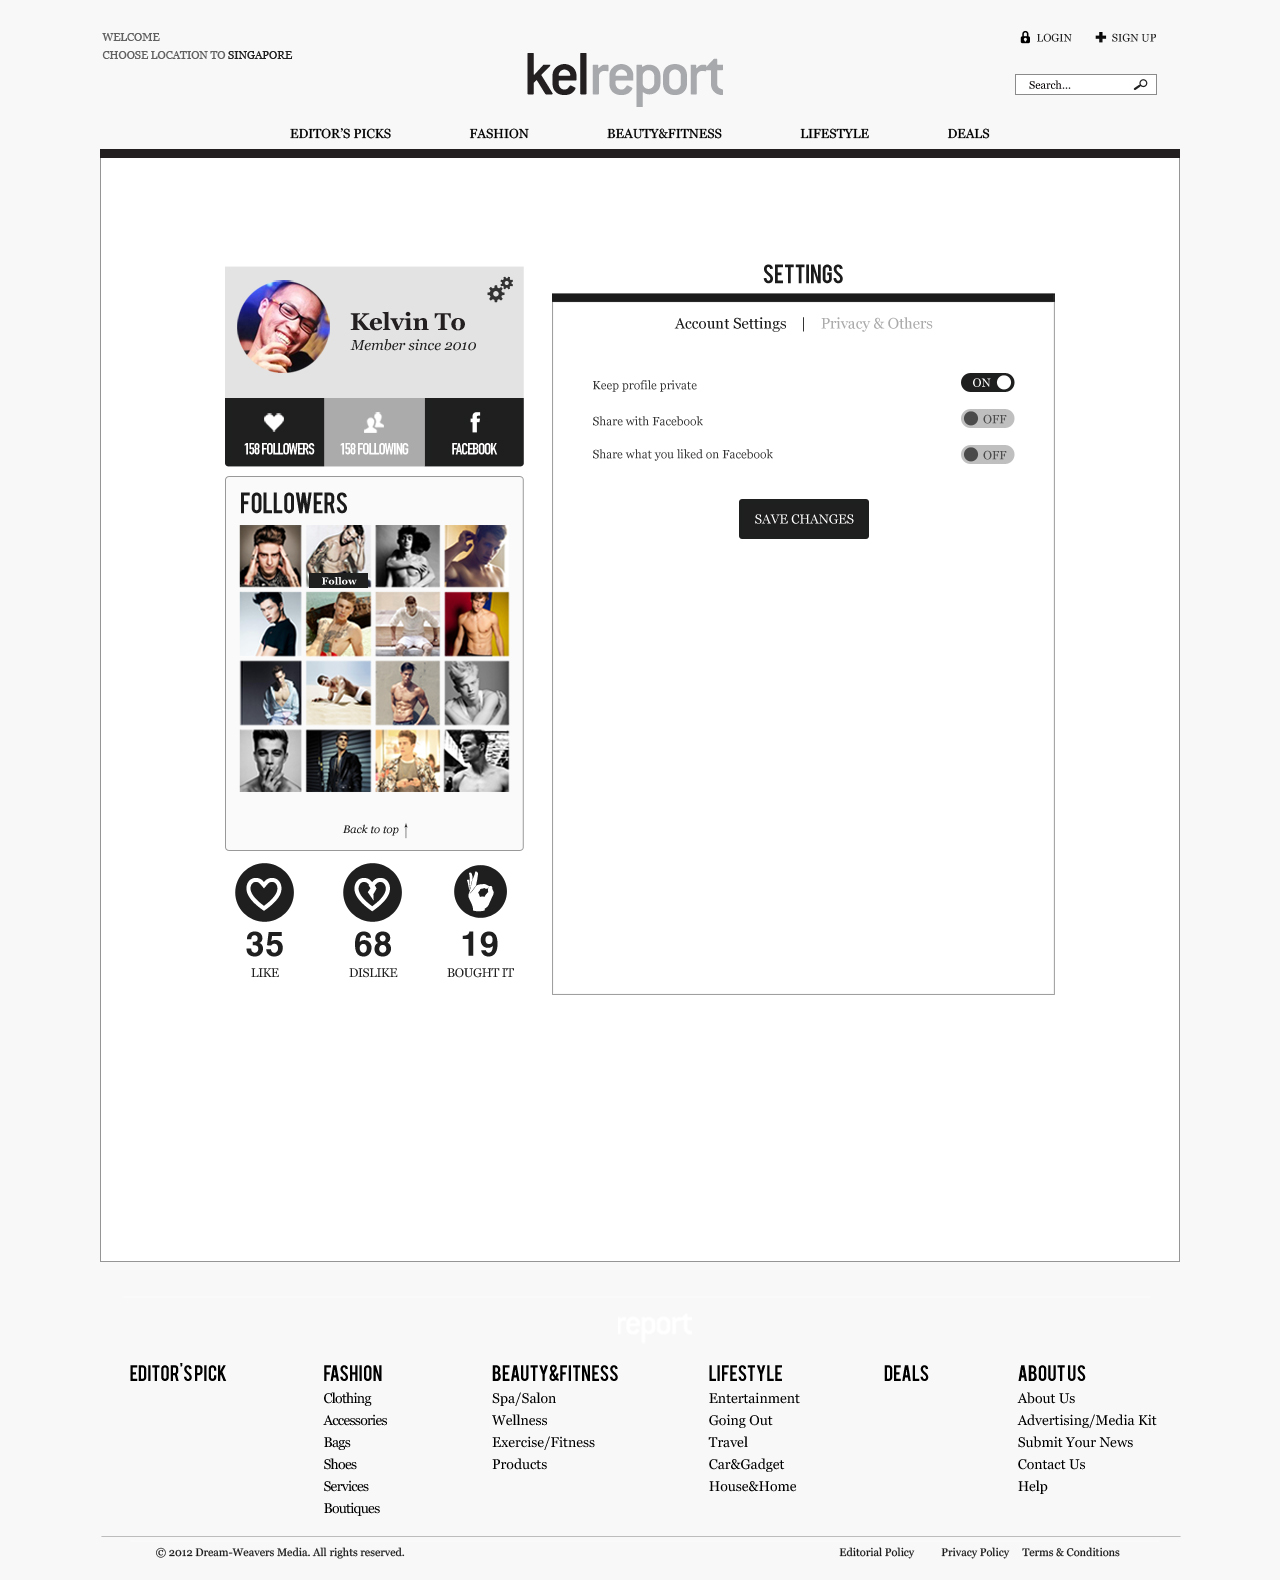 WELCOME
CHOOSE LOCATION TO SINGAPORE
LOGIN
SIGN UP
kelreport
Search...
EDITOR'S PICKS
FASHION
BEAUTY&FITNESS
LIFESTYLE
DEALS
Kelvin To
Member since 2010
158 FOLLOWERS
158 FOLLOWING
f
FACEBOOK
FOLLOWERS
Follow
Back to top ↑
35
68
19
LIKE
DISLIKE
BOUGHT IT
SETTINGS
Account Settings | Privacy & Others
Keep profile private
ON
Share with Facebook
OFF
Share what you liked on Facebook
OFF
SAVE CHANGES
report
EDITOR'S PICK
FASHION
Clothing
Accessories
Bags
Shoes
Services
Boutiques
BEAUTY&FITNESS
Spa/Salon
Wellness
Exercise/Fitness
Products
LIFESTYLE
Entertainment
Going Out
Travel
Car&Gadget
House&Home
DEALS
ABOUT US
About Us
Advertising/Media Kit
Submit Your News
Contact Us
Help
© 2012 Dream-Weavers Media. All rights reserved.
Editorial Policy
Privacy Policy
Terms & Conditions